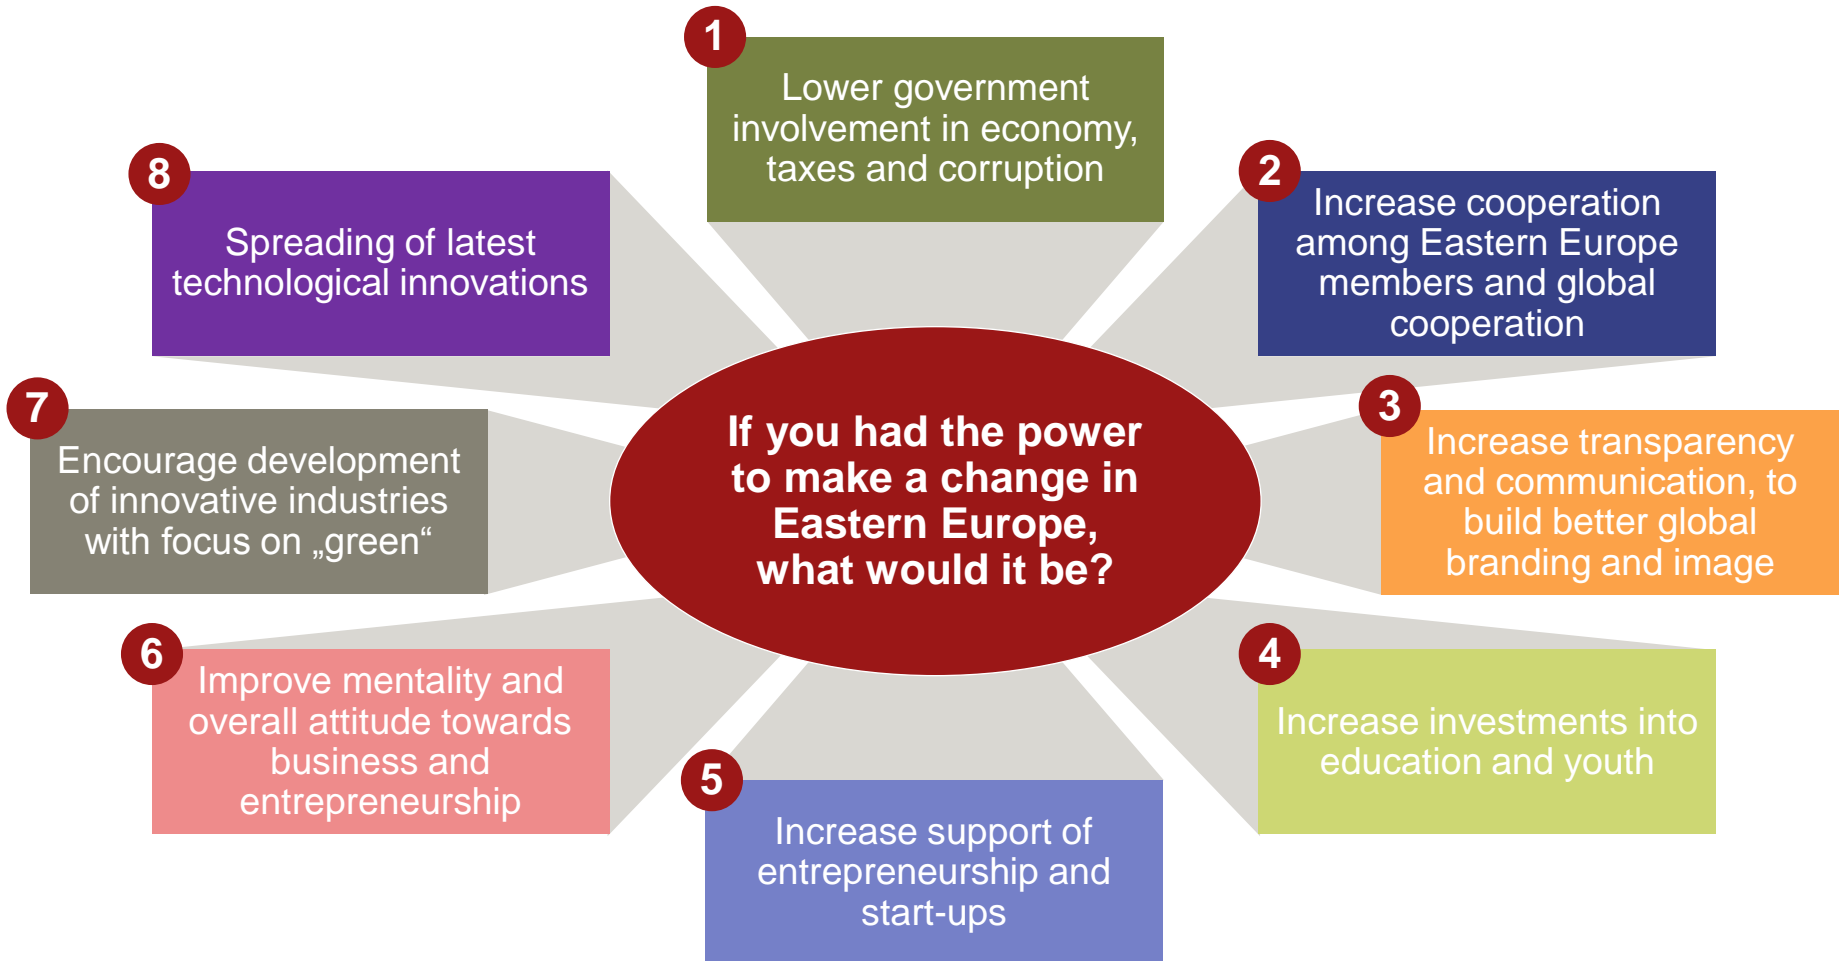 1
Lower government
involvement in economy,
taxes and corruption
2
Increase cooperation
among Eastern Europe
members and global
cooperation
3
Increase transparency
and communication, to
build better global
branding and image
4
Increase investments into
education and youth
5
Increase support of
entrepreneurship and
start-ups
6
Improve mentality and
overall attitude towards
business and
entrepreneurship
7
Encourage development
of innovative industries
with focus on „green“
8
Spreading of latest
technological innovations
If you had the power
to make a change in
Eastern Europe,
what would it be?